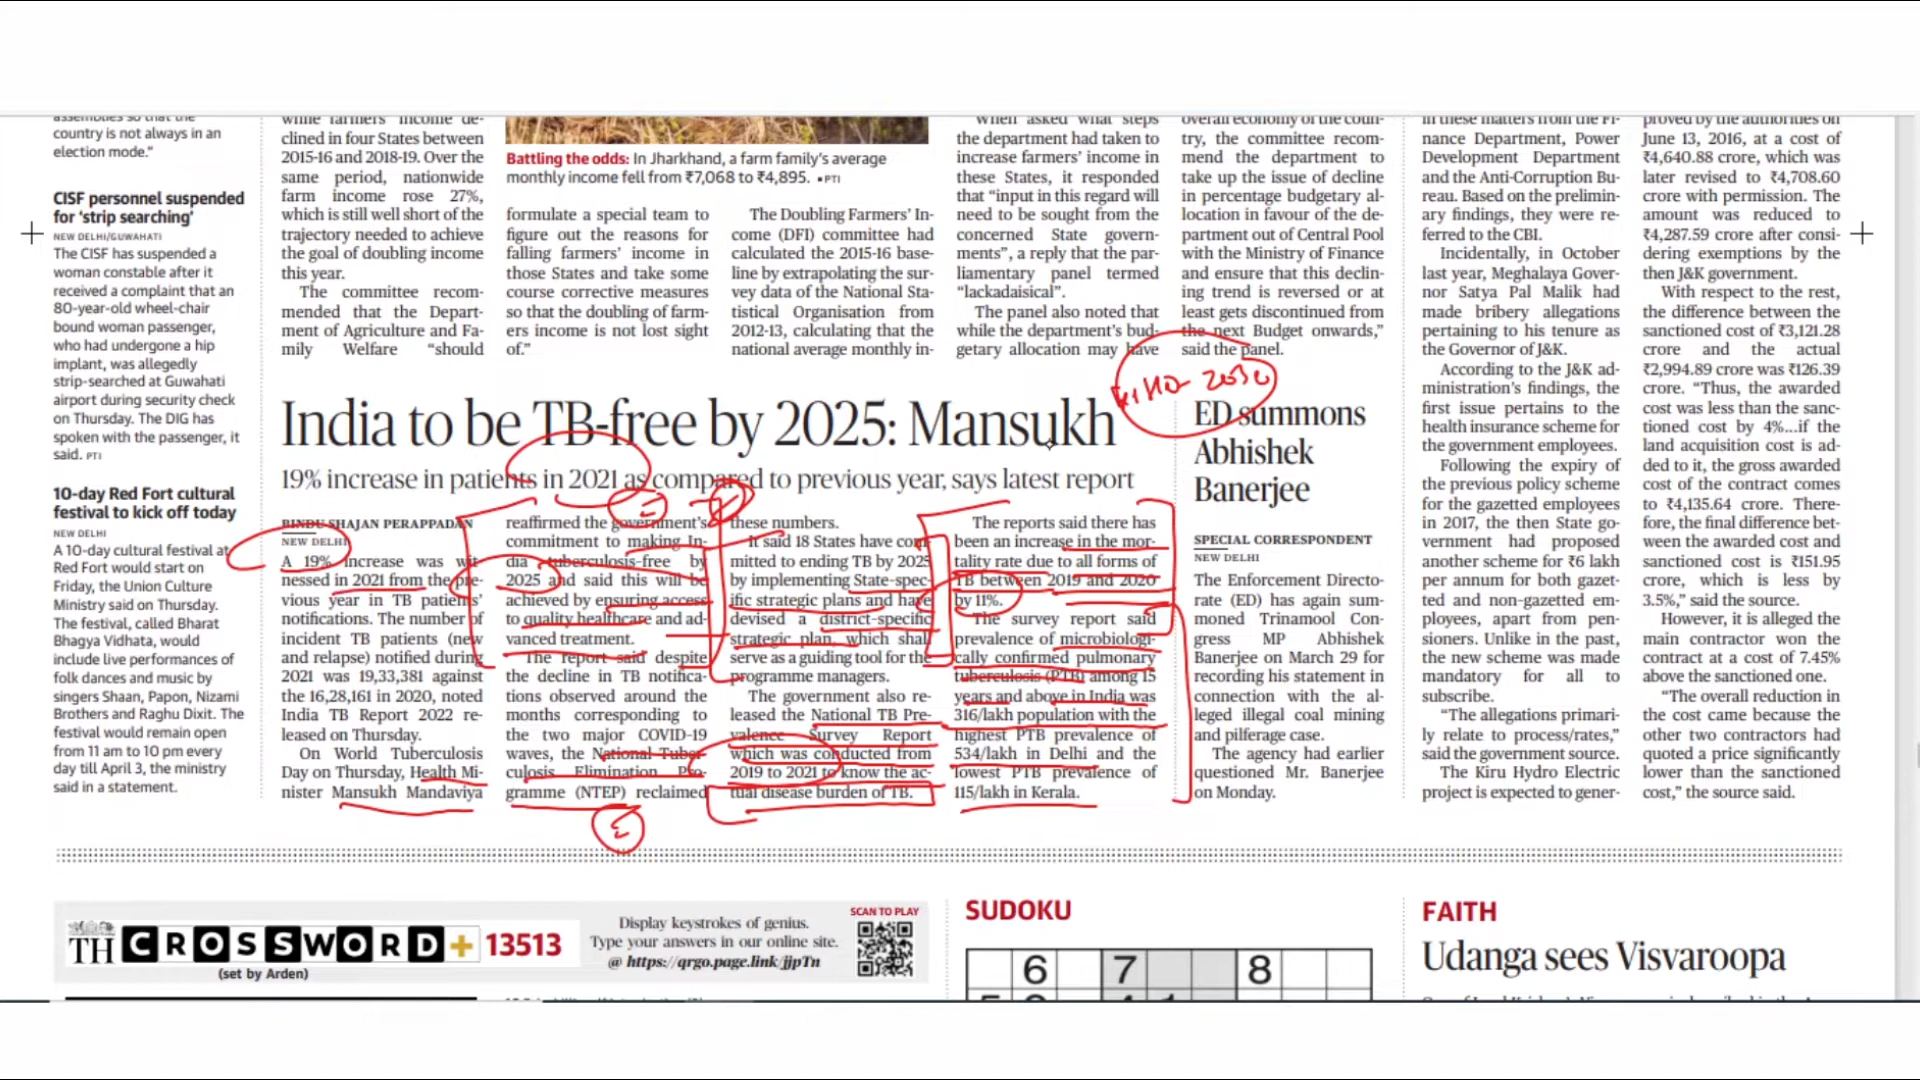 assemblies so that the
country is not always in an
election mode."
CISF personnel suspended
for 'strip searching'
NEW DELHI/GUWAHATI
The CISF has suspended a
woman constable after it
received a complaint that an
80-year-old wheel-chair
bound woman passenger,
who had undergone a hip
implant, was allegedly
strip-searched at Guwahati
airport during security check
on Thursday. The DIG has
spoken with the passenger, it
said. PTI
10-day Red Fort cultural
festival to kick off today
NEW DELHI
A 10-day cultural festival at
Red Fort would start on
Friday, the Union Culture
Ministry said on Thursday.
The festival, called Bharat
Bhagya Vidhata, would
include live performances of
folk dances and music by
singers Shaan, Papon, Nizami
Brothers and Raghu Dixit. The
festival would remain open
from 11 am to 10 pm every
day till April 3, the ministry
said in a statement.
while farmers' income de-
clined in four States between
2015-16 and 2018-19. Over the
same period, nationwide
farm income rose 27%,
which is still well short of the
trajectory needed to achieve
the goal of doubling income
this year.
The committee recom-
mended that the Depart-
ment of Agriculture and Fa-
mily Welfare "should
Battling the odds: In Jharkhand, a farm family's average
monthly income fell from ₹7,068 to ₹4,895. •PTI
formulate a special team to
figure out the reasons for
falling farmers' income in
those States and take some
course corrective measures
so that the doubling of farm-
ers income is not lost sight
of."
The Doubling Farmers' In-
come (DFI) committee had
calculated the 2015-16 base-
line by extrapolating the sur-
vey data of the National Sta-
tistical Organisation from
2012-13, calculating that the
national average monthly in-
When asked what steps
the department had taken to
increase farmers' income in
these States, it responded
that "input in this regard will
need to be sought from the
concerned State govern-
ments", a reply that the par-
liamentary panel termed
"lackadaisical".
The panel also noted that
while the department's bud-
getary allocation may have
overall economy of the coun-
try, the committee recom-
mend the department to
take up the issue of decline
in percentage budgetary al-
location in favour of the de-
partment out of Central Pool
with the Ministry of Finance
and ensure that this declin-
ing trend is reversed or at
least gets discontinued from
the next Budget onwards,"
said the panel.
2030
India to be TB-free by 2025: Mansukh
19% increase in patients in 2021 as compared to previous year, says latest report
BINDU SHAJAN PERAPPADAN
NEW DELHI
A 19% increase was wit-
nessed in 2021 from the pre-
vious year in TB patients'
notifications. The number of
incident TB patients (new
and relapse) notified during
2021 was 19,33,381 against
the 16,28,161 in 2020, noted
India TB Report 2022 re-
leased on Thursday.
On World Tuberculosis
Day on Thursday, Health Mi-
nister Mansukh Mandaviya
reaffirmed the government's
commitment to making In-
dia tuberculosis-free by
2025 and said this will be
achieved by ensuring access
to quality healthcare and ad-
vanced treatment.
The report said despite
the decline in TB notifica-
tions observed around the
months corresponding to
the two major COVID-19
waves, the National Tuber-
culosis Elimination Pro-
gramme (NTEP) reclaimed
these numbers.
It said 18 States have com-
mitted to ending TB by 2025
by implementing State-spec-
ific strategic plans and have
devised a district-specific
strategic plan, which shall
serve as a guiding tool for the
programme managers.
The government also re-
leased the National TB Pre-
valence Survey Report
which was conducted from
2019 to 2021 to know the ac-
tual disease burden of TB.
The reports said there has
been an increase in the mor-
tality rate due to all forms of
TB between 2019 and 2020
by 11%.
The survey report said
prevalence of microbiologi-
cally confirmed pulmonary
tuberculosis (PTB) among 15
years and above in India was
316/lakh population with the
highest PTB prevalence of
534/lakh in Delhi and the
lowest PTB prevalence of
115/lakh in Kerala.
ED summons
Abhishek
Banerjee
SPECIAL CORRESPONDENT
NEW DELHI
The Enforcement Directo-
rate (ED) has again sum-
moned Trinamool Con-
gress MP Abhishek
Banerjee on March 29 for
recording his statement in
connection with the al-
leged illegal coal mining
and pilferage case.
The agency had earlier
questioned Mr. Banerjee
on Monday.
in these matters from the Fi-
nance Department, Power
Development Department
and the Anti-Corruption Bu-
reau. Based on the prelimin-
ary findings, they were re-
ferred to the CBI.
Incidentally, in October
last year, Meghalaya Gover-
nor Satya Pal Malik had
made bribery allegations
pertaining to his tenure as
the Governor of J&K.
According to the J&K ad-
ministration's findings, the
first issue pertains to the
health insurance scheme for
the government employees.
Following the expiry of
the previous policy scheme
for the gazetted employees
in 2017, the then State go-
vernment had proposed
another scheme for ₹6 lakh
per annum for both gazet-
ted and non-gazetted em-
ployees, apart from pen-
sioners. Unlike in the past,
the new scheme was made
mandatory for all to
subscribe.
"The allegations primari-
ly relate to process/rates,"
said the government source.
The Kiru Hydro Electric
project is expected to gener-
proved by the authorities on
June 13, 2016, at a cost of
₹4,640.88 crore, which was
later revised to ₹4,708.60
crore with permission. The
amount was reduced to
₹4,287.59 crore after consi-
dering exemptions by the
then J&K government.
With respect to the rest,
the difference between the
sanctioned cost of ₹3,121.28
crore and the actual
₹2,994.89 crore was ₹126.39
crore. "Thus, the awarded
cost was less than the sanc-
tioned cost by 4%...if the
land acquisition cost is ad-
ded to it, the gross awarded
cost of the contract comes
to ₹4,135.64 crore. There-
fore, the final difference bet-
ween the awarded cost and
sanctioned cost is ₹151.95
crore, which is less by
3.5%," said the source.
However, it is alleged the
main contractor won the
contract at a cost of 7.45%
above the sanctioned one.
"The overall reduction in
the cost came because the
other two contractors had
quoted a price significantly
lower than the sanctioned
cost," the source said.
TH CROSSWORD+ 13513
(set by Arden)
Display keystrokes of genius.
Type your answers in our online site.
@ https://qrgo.page.link/jjpTn
SCAN TO PLAY
SUDOKU
6 7 8
FAITH
Udanga sees Visvaroopa